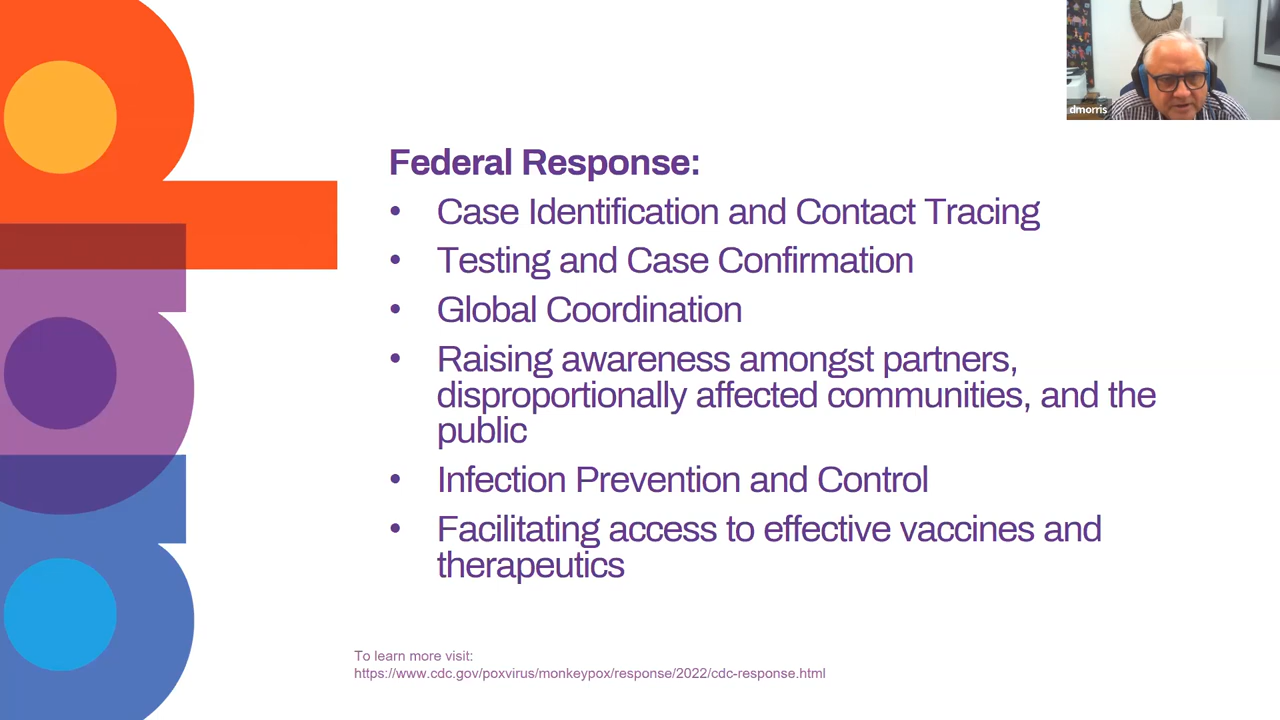 dmorris
Federal Response:
• Case Identification and Contact Tracing
• Testing and Case Confirmation
• Global Coordination
• Raising awareness amongst partners,
disproportionally affected communities, and the
public
• Infection Prevention and Control
• Facilitating access to effective vaccines and
therapeutics
To learn more visit:
https://www.cdc.gov/poxvirus/monkeypox/response/2022/cdc-response.html